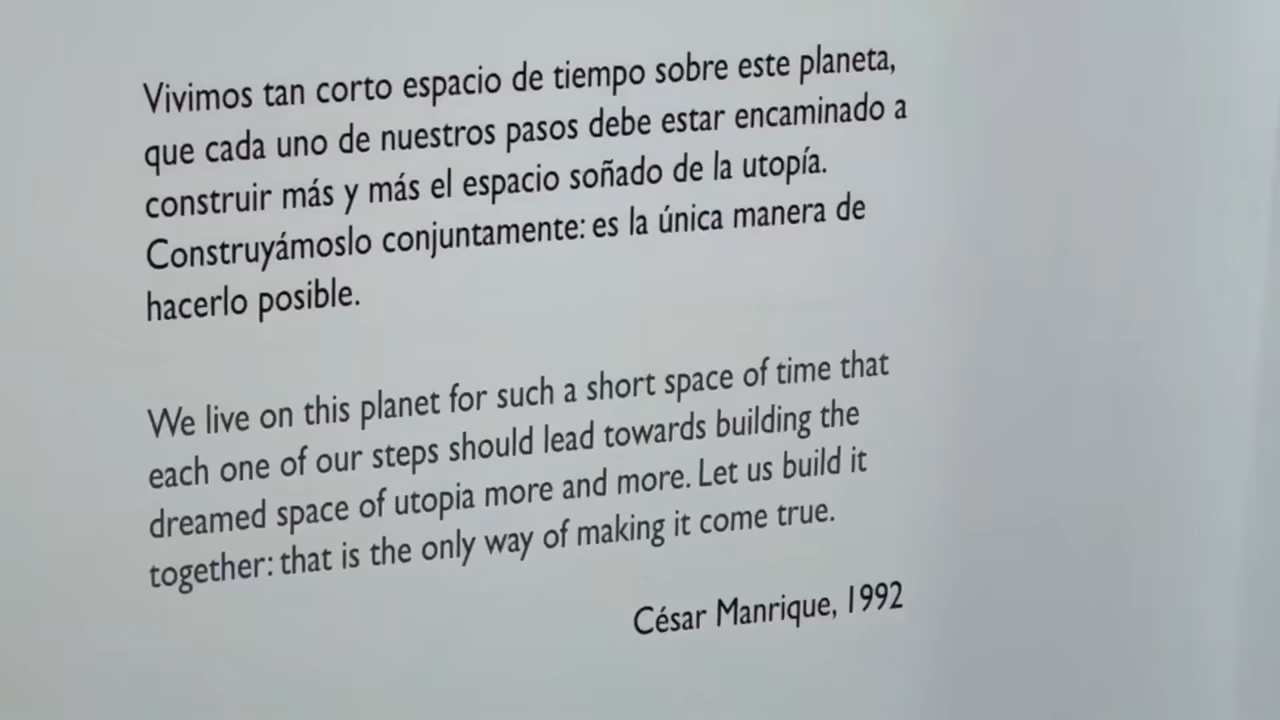 Vivimos tan corto espacio de tiempo sobre este planeta,
que cada uno de nuestros pasos debe estar encaminado a
construir más y más el espacio soñado de la utopía.
Construyámoslo conjuntamente: es la única manera de
hacerlo posible.
We live on this planet for such a short space of time that
each one of our steps should lead towards building the
dreamed space of utopia more and more. Let us build it
together: that is the only way of making it come true.
César Manrique, 1992